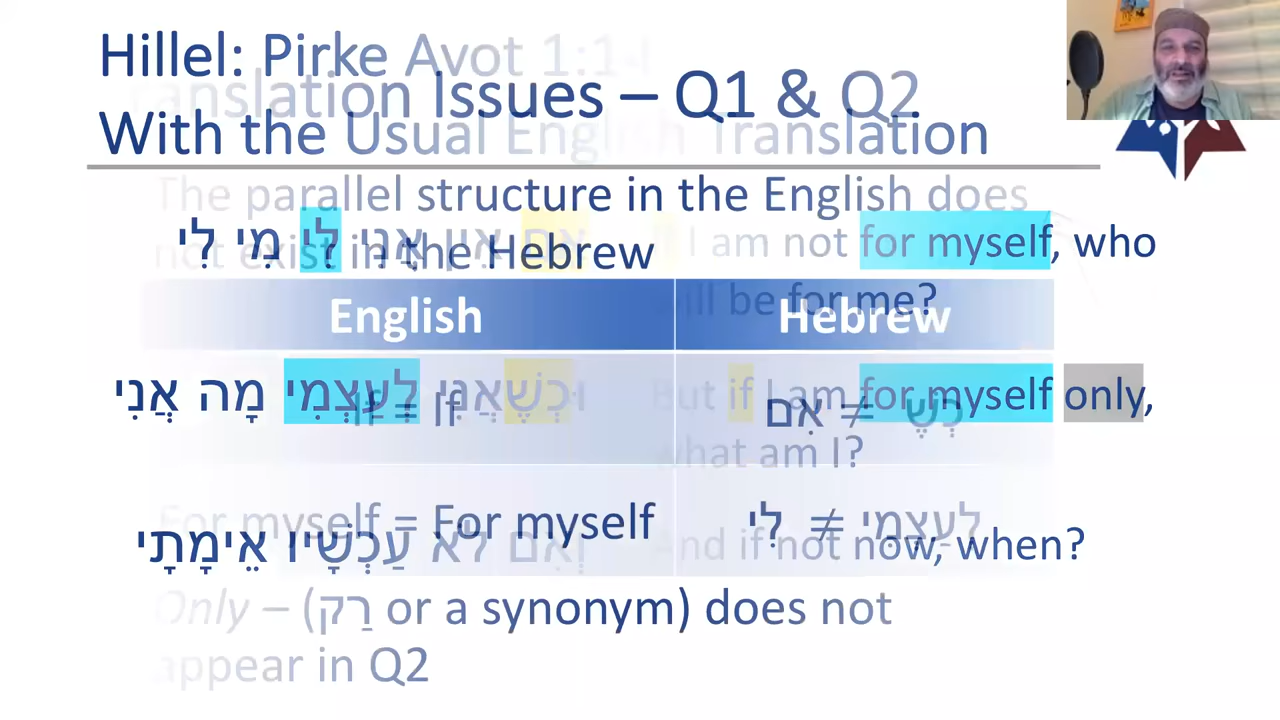 Hillel: Pirke Avot 1:14
Translation Issues – Q1 & Q2
With the Usual English Translation
The parallel structure in the English does
not exist in the Hebrew
אִם אֵין אֲנִי לִי מִי לִי
If I am not for myself, who
will be for me?
English
Hebrew
וּכְשֶׁאֲנִי לְעַצְמִי מָה אֲנִי
But if I am for myself only,
what am I?
If = If
כְּשֶׁ ≠ אִם
For myself = For myself
לְעַצְמִי ≠ לִי
וְאִם לֹא עַכְשָׁיו אֵימָתָי
And if not now, when?
Only – (רַק or a synonym) does not
appear in Q2